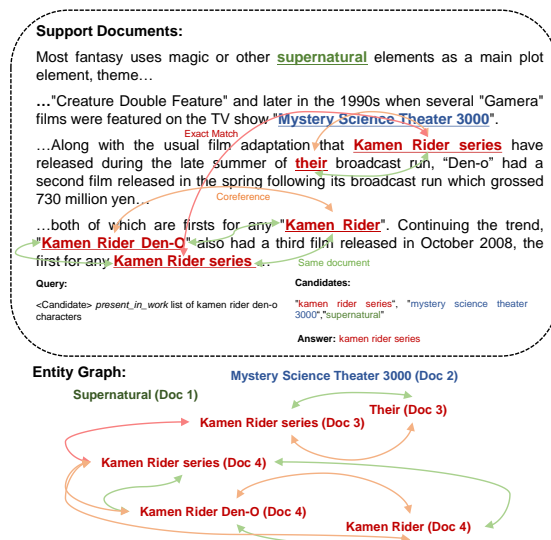 Support Documents:
Most fantasy uses magic or other supernatural elements as a main plot
element, theme…
…"Creature Double Feature" and later in the 1990s when several "Gamera"
films were featured on the TV show "Mystery Science Theater 3000".
Exact Match
…Along with the usual film adaptation that Kamen Rider series have
released during the late summer of their broadcast run, “Den-o” had a
second film released in the spring following its broadcast run which grossed
730 million yen…
Coreference
…both of which are firsts for any "Kamen Rider". Continuing the trend,
"Kamen Rider Den-O" also had a third film released in October 2008, the
first for any Kamen Rider series …
Same document
Query:
<Candidate> present_in_work list of kamen rider den-o
characters
Candidates:
"kamen rider series", "mystery science theater
3000","supernatural"
Answer: kamen rider series
Entity Graph:
Mystery Science Theater 3000 (Doc 2)
Supernatural (Doc 1)
Their (Doc 3)
Kamen Rider series (Doc 3)
Kamen Rider series (Doc 4)
Kamen Rider Den-O (Doc 4)
Kamen Rider (Doc 4)